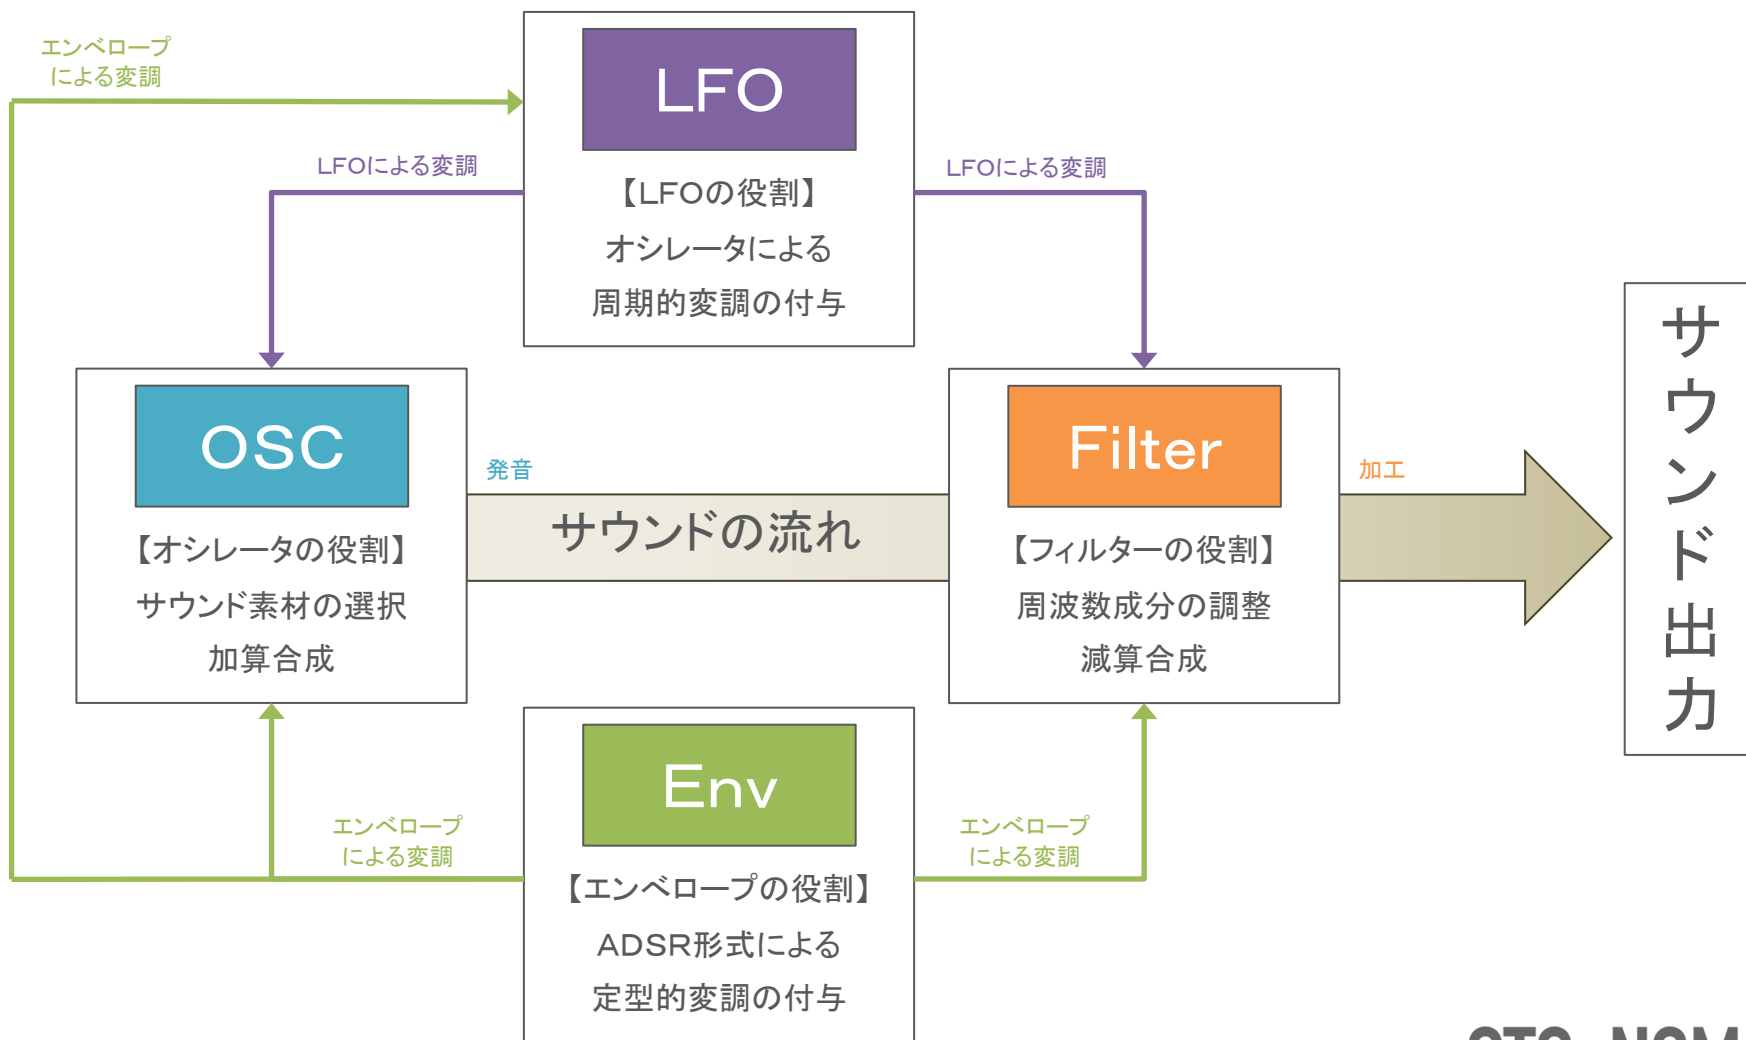 エンベロープ
による変調
LFO
LFOによる変調
LFOによる変調
【LFOの役割】
オシレータによる
周期的変調の付与
OSC
発音
【オシレータの役割】
サウンド素材の選択
加算合成
サウンドの流れ
Filter
加工
【フィルターの役割】
周波数成分の調整
減算合成
サウンド出力
Env
エンベロープ
による変調
エンベロープ
による変調
【エンベロープの役割】
ADSR形式による
定型的変調の付与